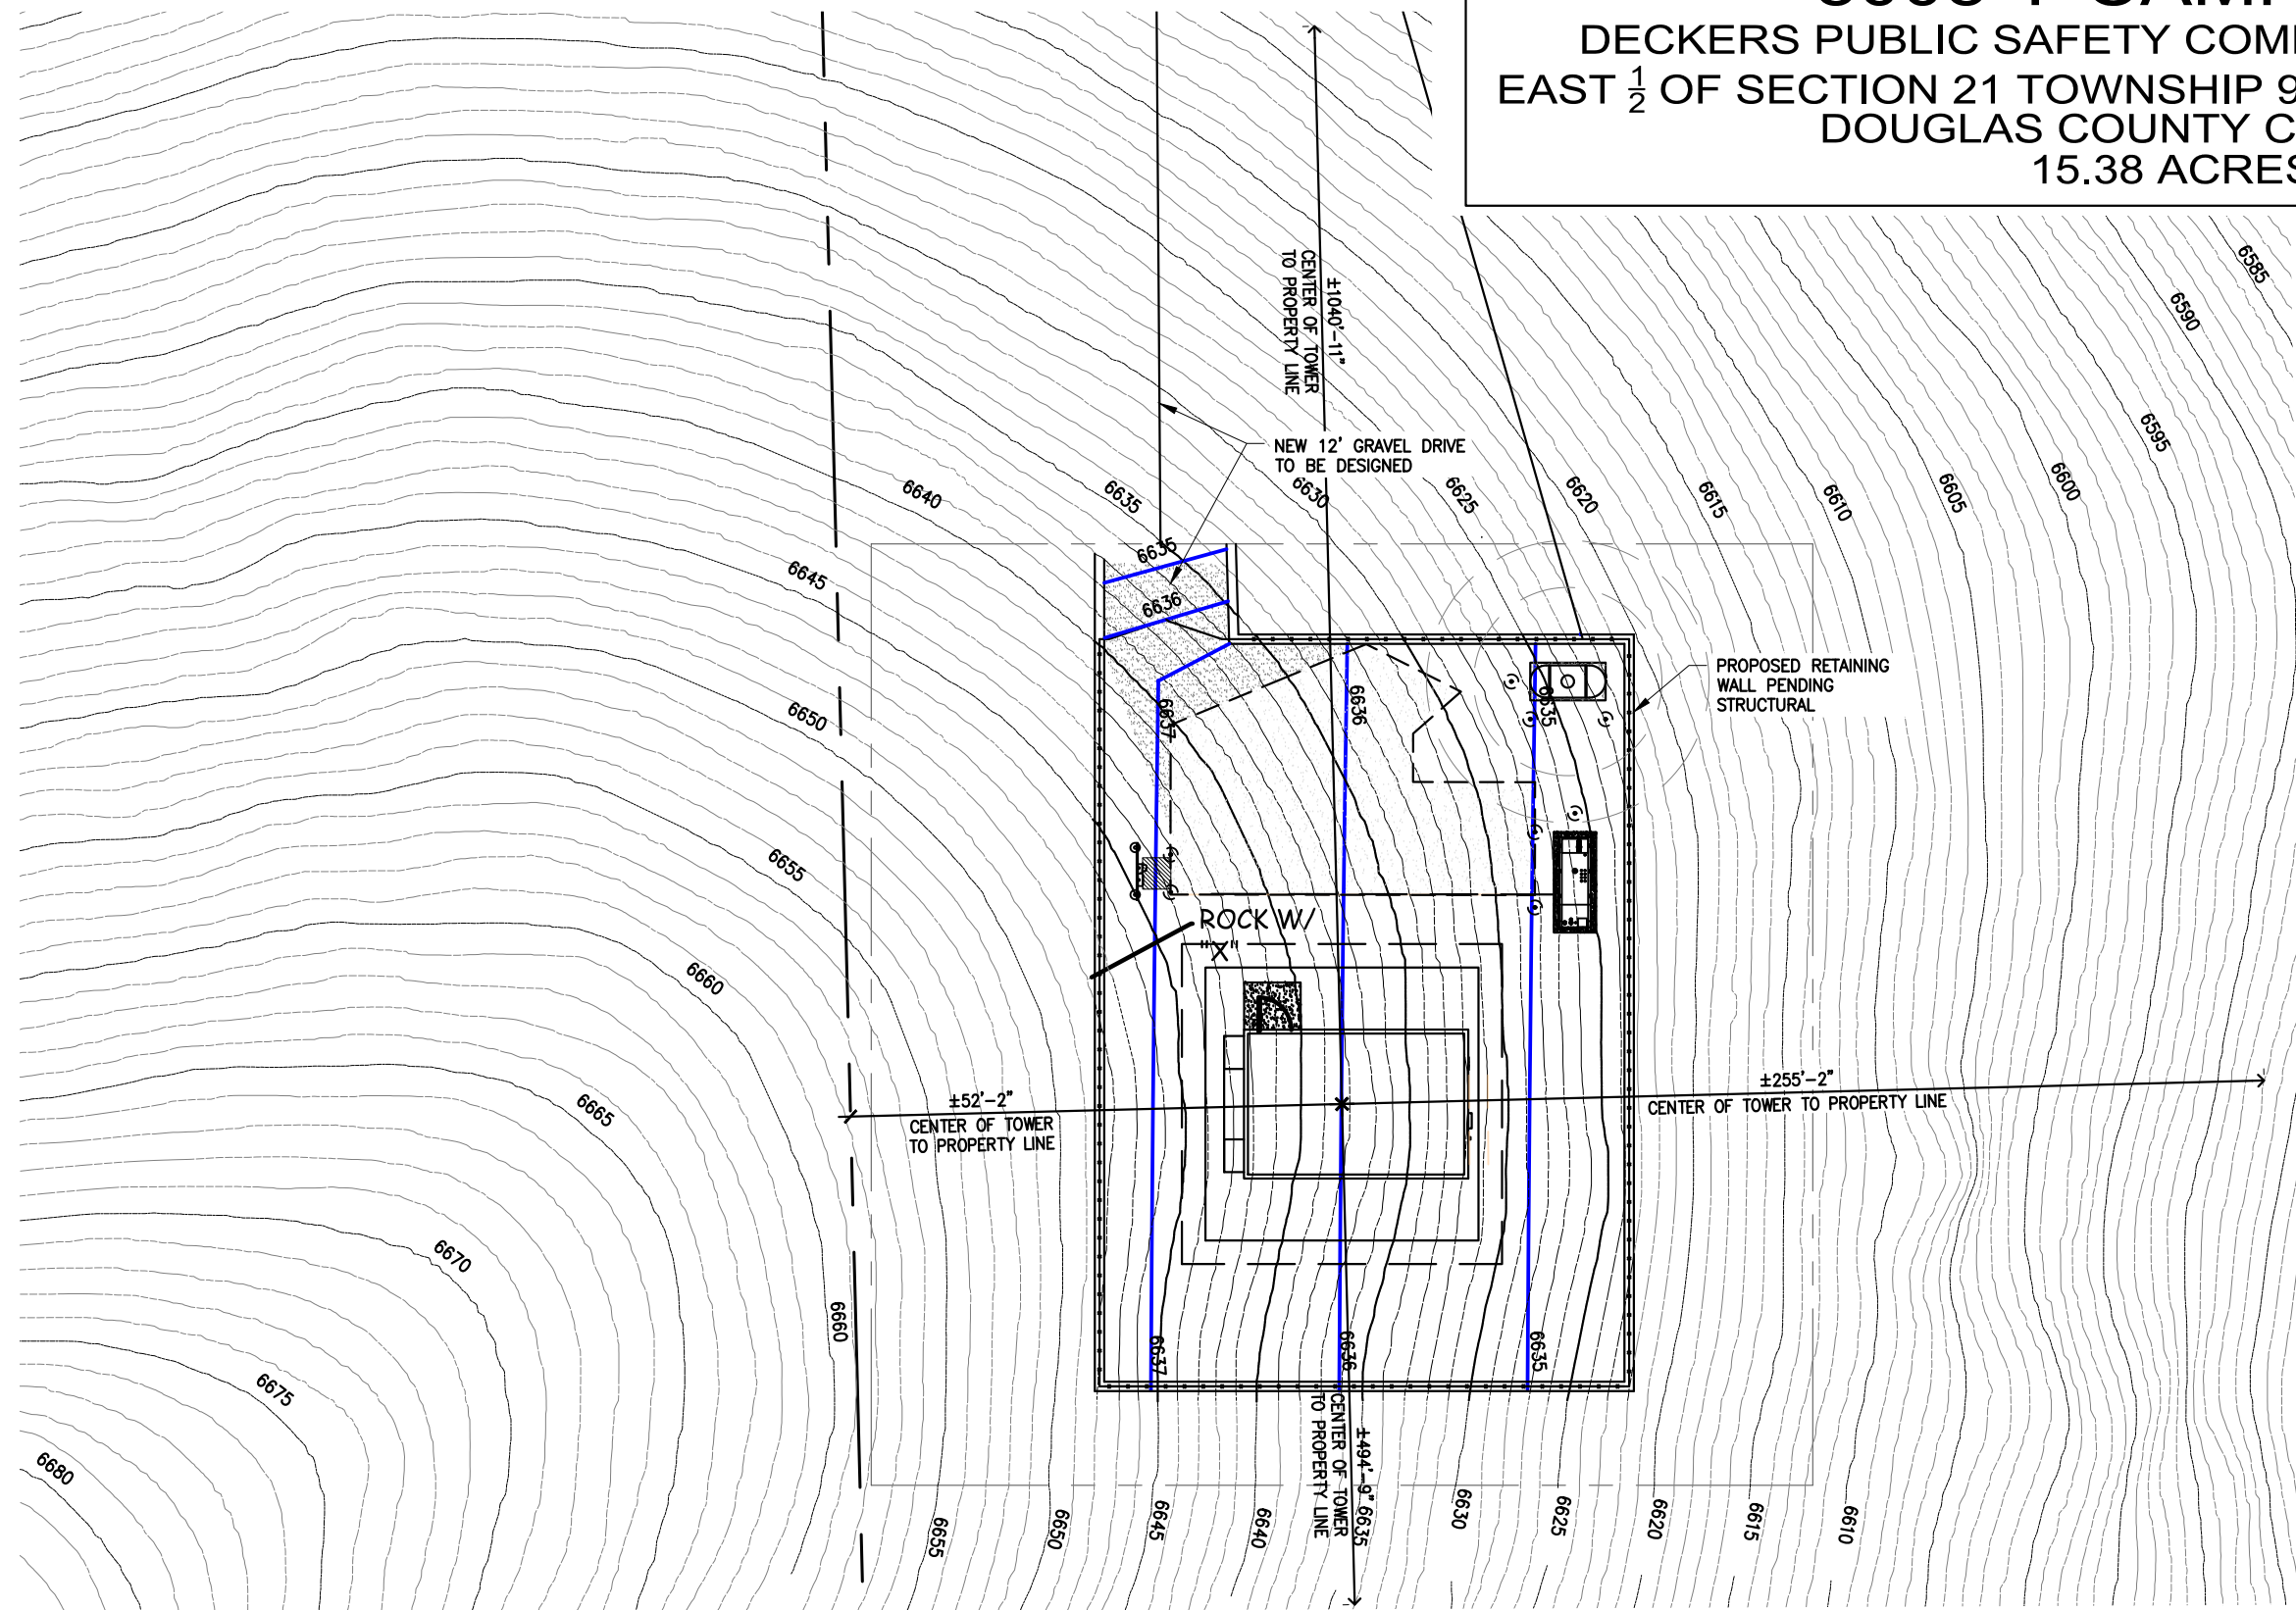 DECKERS PUBLIC SAFETY COM
EAST 1/2 OF SECTION 21 TOWNSHIP 9
DOUGLAS COUNTY C
15.38 ACRES
6585
6590
6595
6600
6605
6610
6615
6620
6625
6630
6635
6640
6645
6650
6655
6660
6665
6670
6675
6680
±1040'-11"
CENTER OF TOWER
TO PROPERTY LINE
NEW 12' GRAVEL DRIVE
TO BE DESIGNED
6635
6636
6637
6636
6635
PROPOSED RETAINING
WALL PENDING
STRUCTURAL
ROCK W/
"X"
±52'-2"
CENTER OF TOWER
TO PROPERTY LINE
±255'-2"
CENTER OF TOWER TO PROPERTY LINE
6660
6637
6636
6635
±494'-9"
CENTER OF TOWER
TO PROPERTY LINE
6655
6650
6645
6640
6635
6630
6625
6620
6615
6610